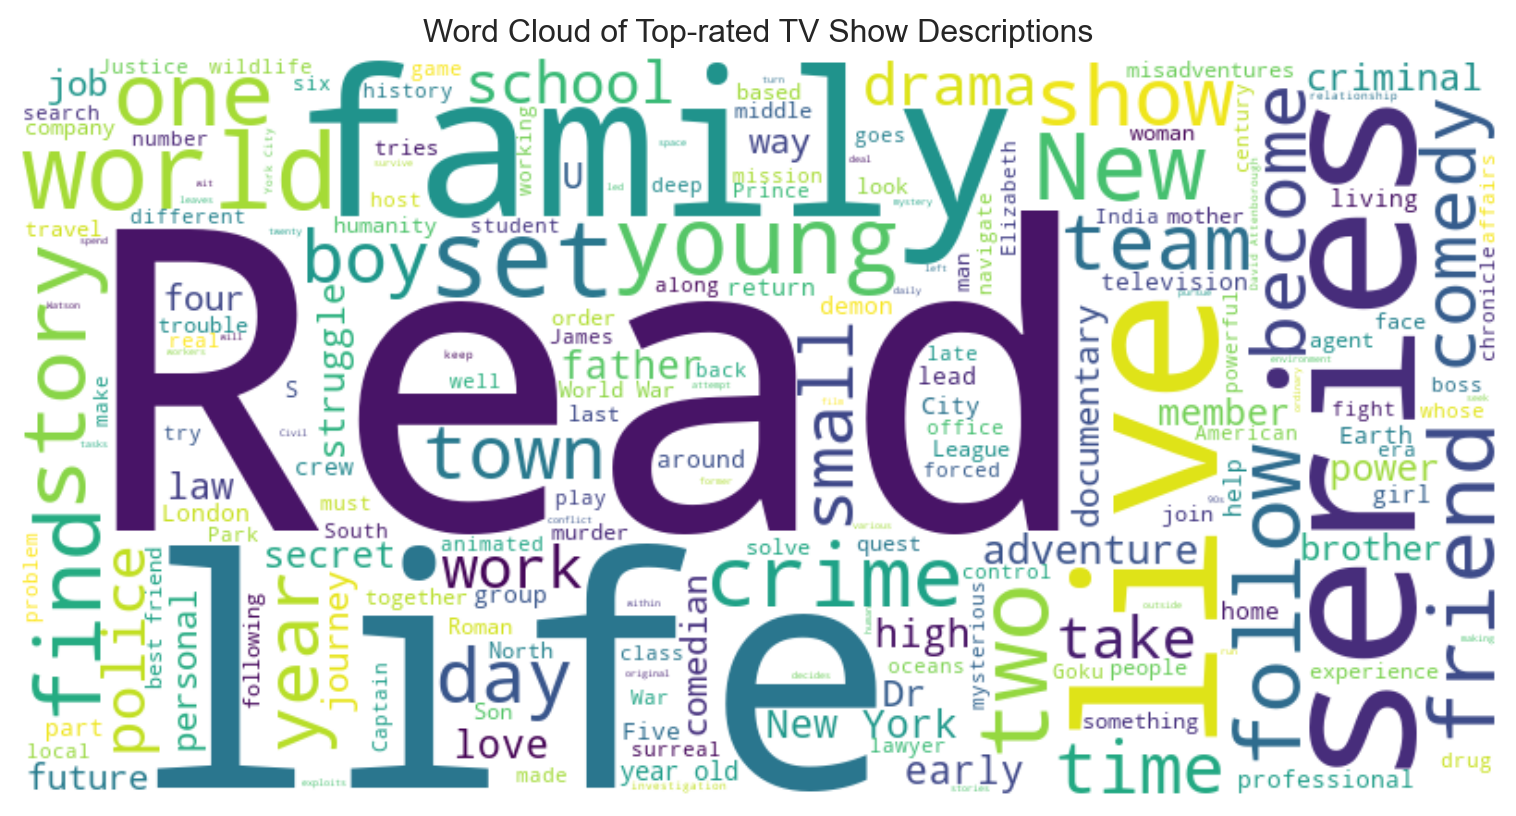 Word Cloud of Top-rated TV Show Descriptions
job
Justice
wildlife
six
game
history
school
turn
based
drama
show
misadventures
criminal
relationship
search
company
number
one
family
tries
survive
working
space
middle
way
goes
deal
woman
century
world
York City
wit
leaves
host
U
deep
mission
Prince
look
mystery
New
living
become
series
comedy
affairs
travel
different
spend
twenty
humanity
student
boy
set
young
navigate
Elizabeth
India
mother
team
David Attenborough
television
pursue
chronicle
story
Watson
four
trouble
real
will
workers
struggle
along
return
left
daily
man
demon
order
James
father
back
attempt
World War
keep
well
last
small
film
late
lead
City
office
League
forced
documentary
live
powerful
environment
ordinary
agent
face
boss
seek
whose
fight
member
American
Earth
era
power
girl
make
tasks
try
S
Civil
law
London
Park
crew
must
South
Read
town
around
former
play
conflict
murder
various
join
90s
help
follow
friend
find
problem
police
best friend
personal
secret
animated
work
solve
quest
crime
adventure
control
brother
year
journey
following
together
group
within
Roman
North
class
comedian
human
high
oceans
mysterious
two
outside
take
home
making
Goku
people
run
experience
part
local
future
life
Captain
day
Son
original
War
Five
decides
Dr
New York
something
love
surreal
lawyer
exploits
made
year old
investigation
early
stories
time
professional
drug